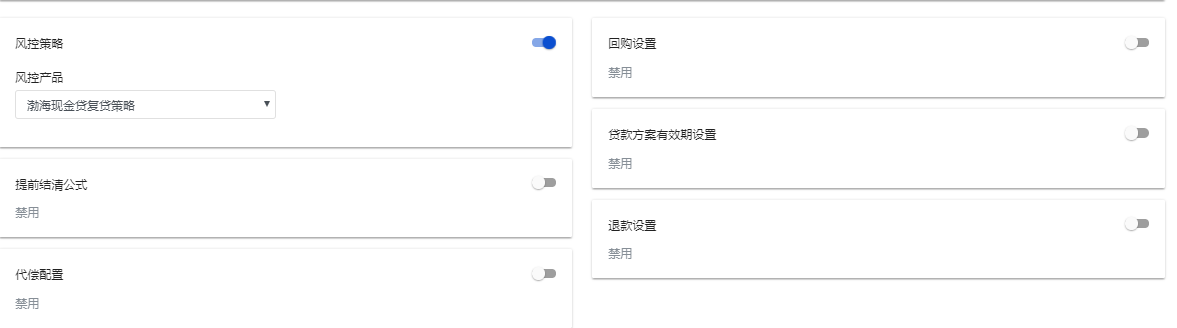 风控策略
风控产品
渤海现金贷复贷策略
提前结清公式
禁用
代偿配置
禁用
回购设置
禁用
贷款方案有效期设置
禁用
退款设置
禁用